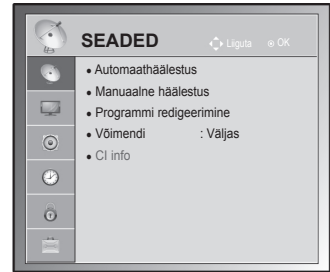 SEADED Liiguta OK
Automaathäälestus
Manuaalne häälestus
Programmi redigeerimine
Võimendi : Väljas
CI info